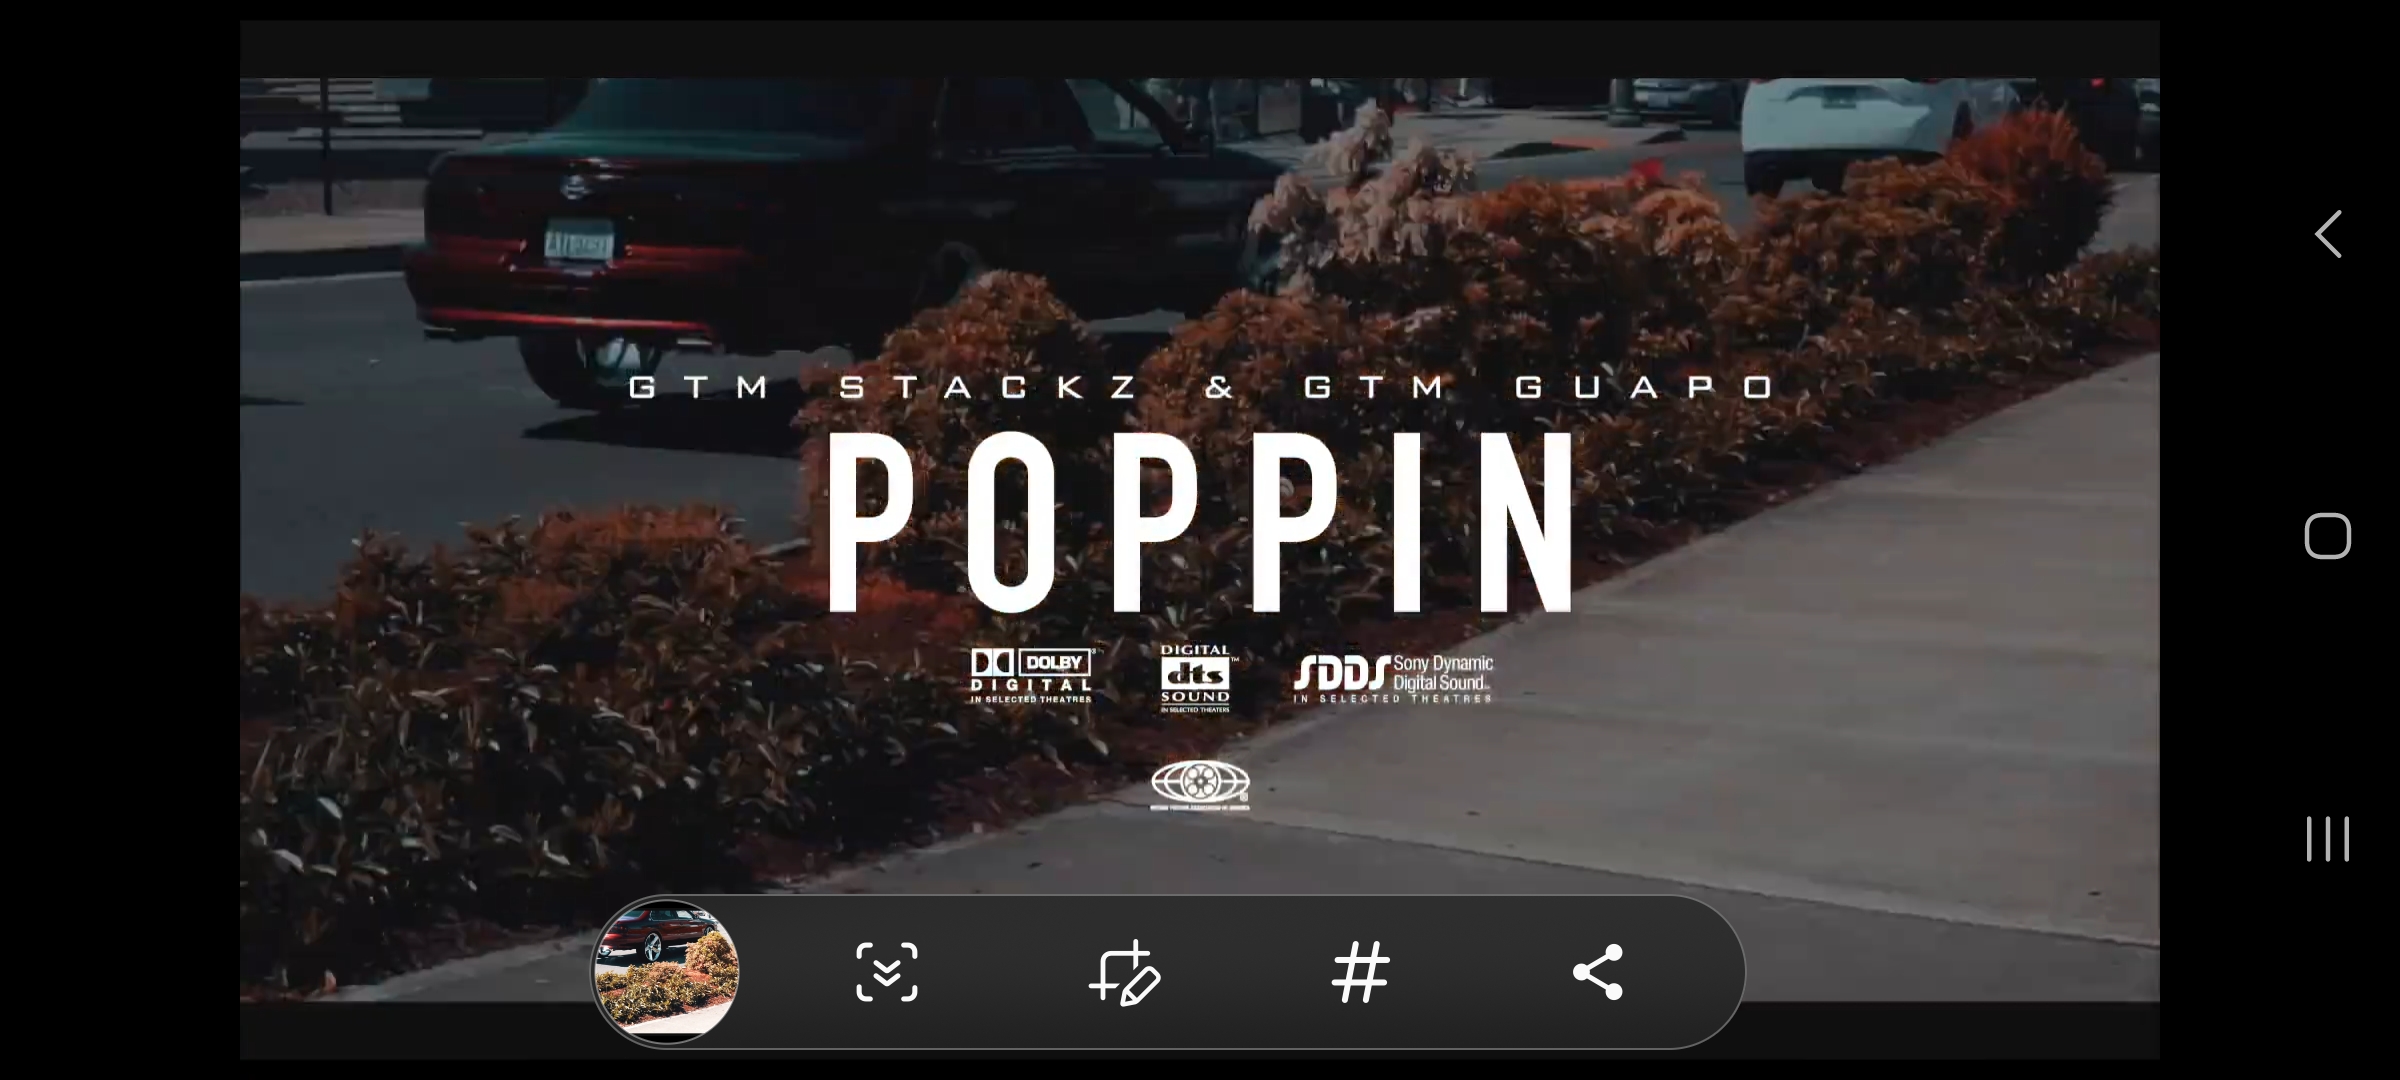 GTM STACKZ & GTM GUAPO
POPPIN
DOLBY
DIGITAL
IN SELECTED THEATRES
DIGITAL
dts
SOUND
IN SELECTED THEATERS
SDDS Sony Dynamic
Digital Sound
IN SELECTED THEATRES